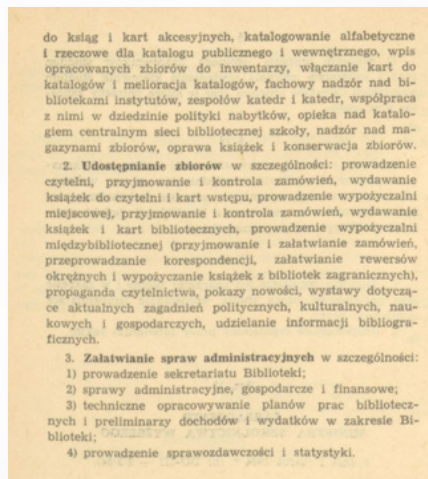 do ksiąg i kart akcesyjnych, katalogowanie alfabetyczne
i rzeczowe dla katalogu publicznego i wewnętrznego, wpis
opracowanych zbiorów do inwentarzy, włączanie kart do
katalogów i melioracja katalogów, fachowy nadzór nad bi-
bliotekami instytutów, zespołów katedr i katedr, współpraca
z nimi w dziedzinie polityki nabytków, opieka nad katalo-
giem centralnym sieci bibliotecznej szkoły, nadzór nad ma-
gazynami zbiorów, oprawa książek i konserwacja zbiorów.
2. Udostępnianie zbiorów w szczególności: prowadzenie
czytelni, przyjmowanie i kontrola zamówień, wydawanie
książek do czytelni i kart wstępu, prowadzenie wypożyczalni
miejscowej, przyjmowanie i kontrola zamówień, wydawanie
książek i kart bibliotecznych, prowadzenie wypożyczalni
międzybibliotecznej (przyjmowanie i załatwianie zamówień,
przeprowadzanie korespondencji, załatwianie rewersów
okrężnych i wypożyczanie książek z bibliotek zagranicznych),
propaganda czytelnictwa, pokazy nowości, wystawy dotyczą-
ce aktualnych zagadnień politycznych, kulturalnych, nau-
kowych i gospodarczych, udzielanie informacji bibliogra-
ficznych.
3. Załatwianie spraw administracyjnych w szczególności:
1) prowadzenie sekretariatu Biblioteki;
2) sprawy administracyjne, gospodarcze i finansowe;
3) techniczne opracowywanie planów prac bibliotecz-
nych i preliminarzy dochodów i wydatków w zakresie Bi-
blioteki;
4) prowadzenie sprawozdawczości i statystyki.